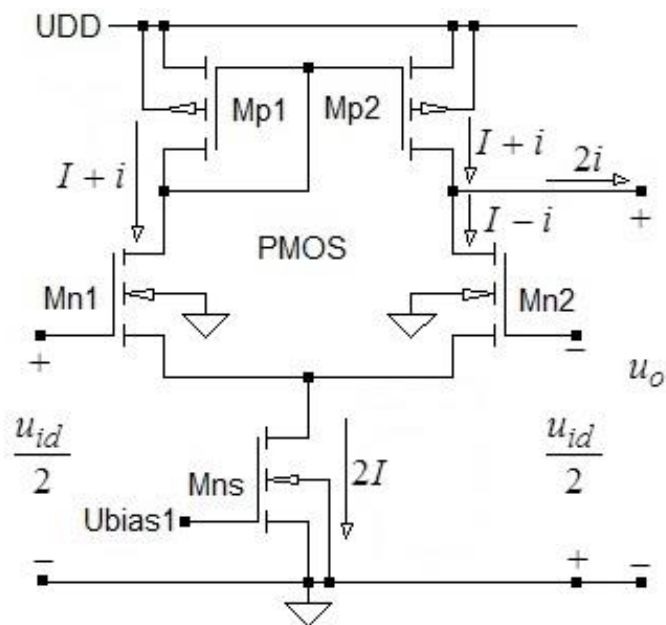 UDD
Mp1 Mp2
I + i
I + i
2i
+
I − i
PMOS
Mn1
Mn2
+
−
u_o
u_id/2
u_id/2
Mns
2I
Ubias1
−
+
−